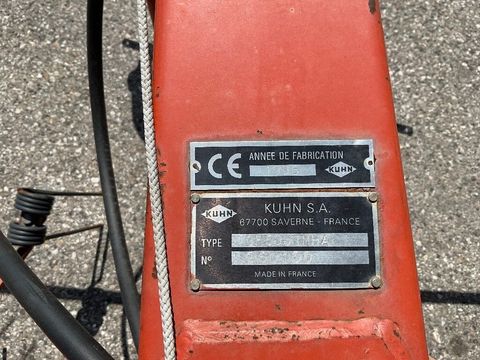 CE ANNEE DE FABRICATION
KUHN
KUHN KUHN S.A.
67700 SAVERNE - FRANCE
TYPE
N°
MADE IN FRANCE